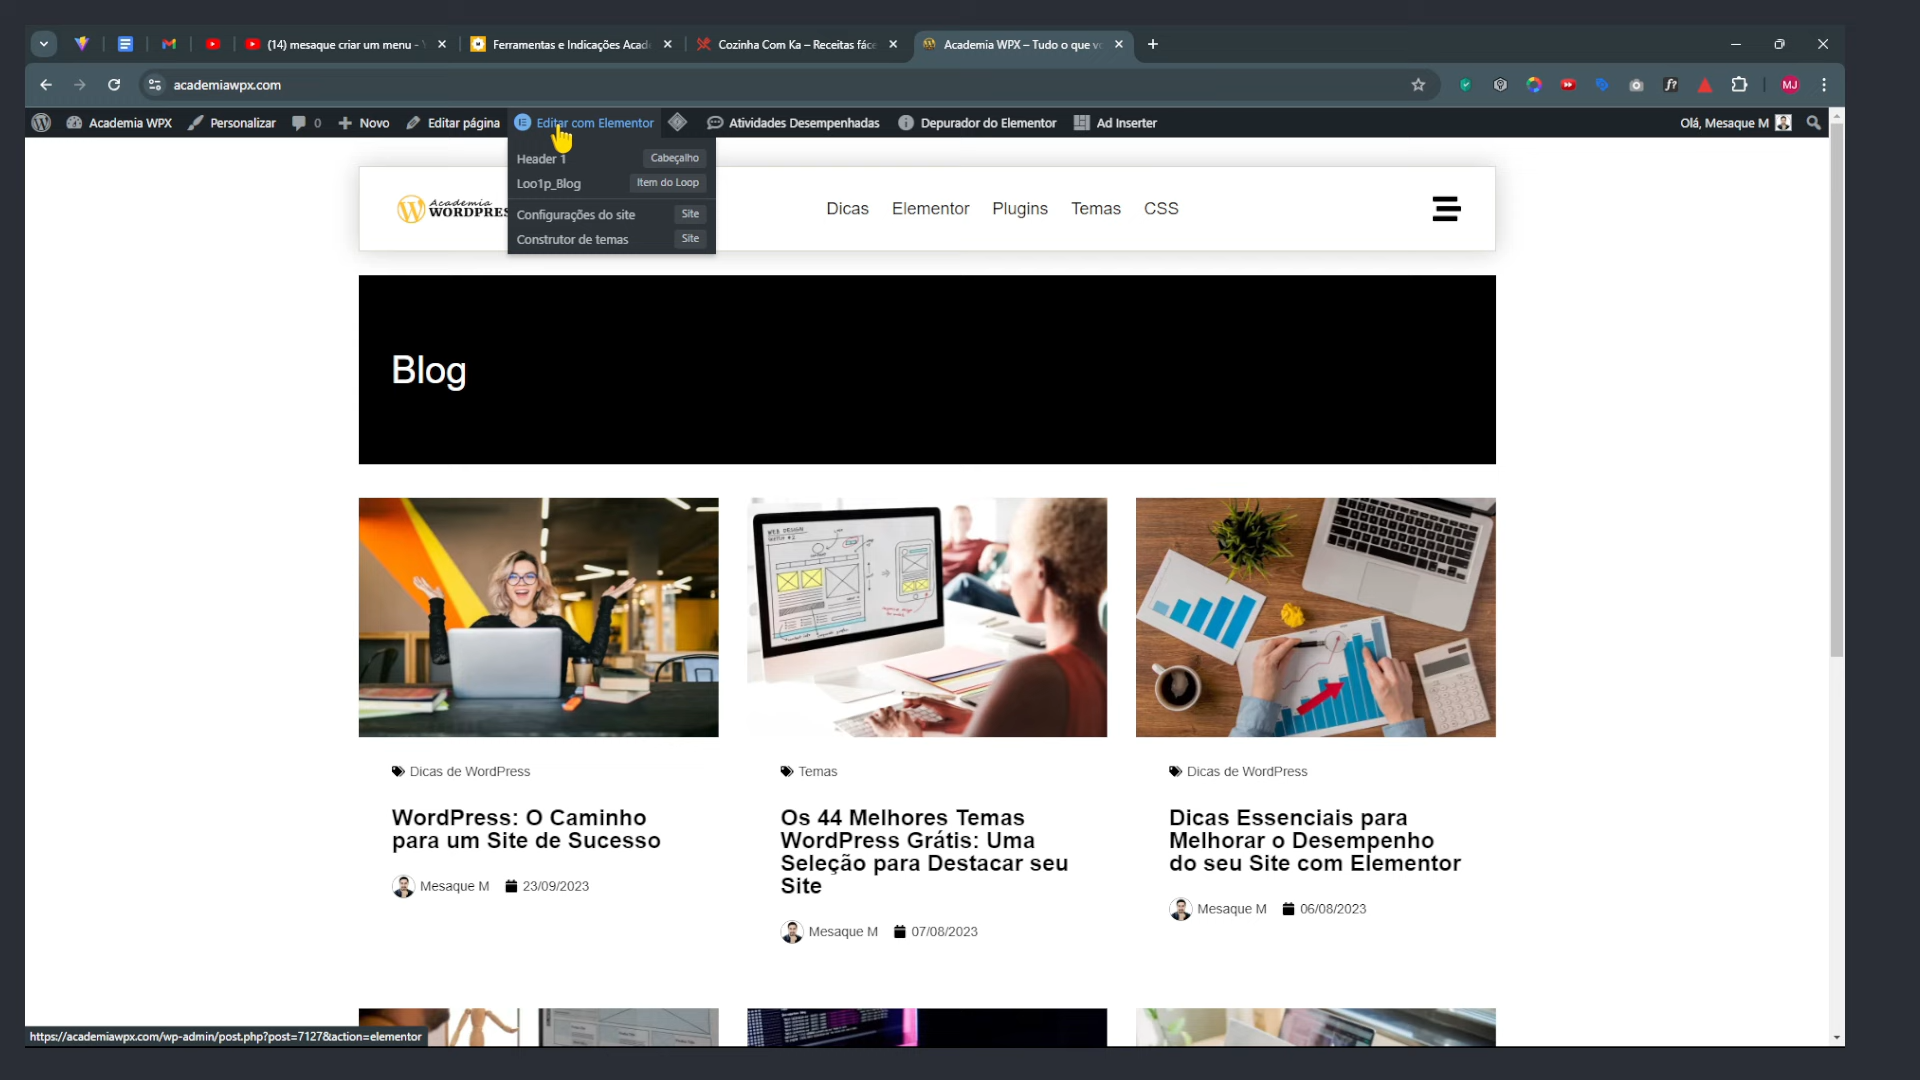 (14) mesaque criar um menu -
Ferramentas e Indicações Acad
Cozinha Com Ka – Receitas fáce
Academia WPX – Tudo o que v
academiawpx.com
MJ
Academia WPX
Personalizar
0
Novo
Editar página
Editar com Elementor
Atividades Desempenhadas
Depurador do Elementor
Ad Inserter
Olá, Mesaque M
Header 1
Cabeçalho
Loo1p_Blog
Item do Loop
Configurações do site
Site
Construtor de temas
Site
Academia
WORDPRES
Dicas
Elementor
Plugins
Temas
CSS
Blog
WEB DESIGN
Dicas de WordPress
WordPress: O Caminho
para um Site de Sucesso
Mesaque M
23/09/2023
Temas
Os 44 Melhores Temas
WordPress Grátis: Uma
Seleção para Destacar seu
Site
Mesaque M
07/08/2023
Dicas de WordPress
Dicas Essenciais para
Melhorar o Desempenho
do seu Site com Elementor
Mesaque M
06/08/2023
https://academiawpx.com/wp-admin/post.php?post=7127&action=elementor